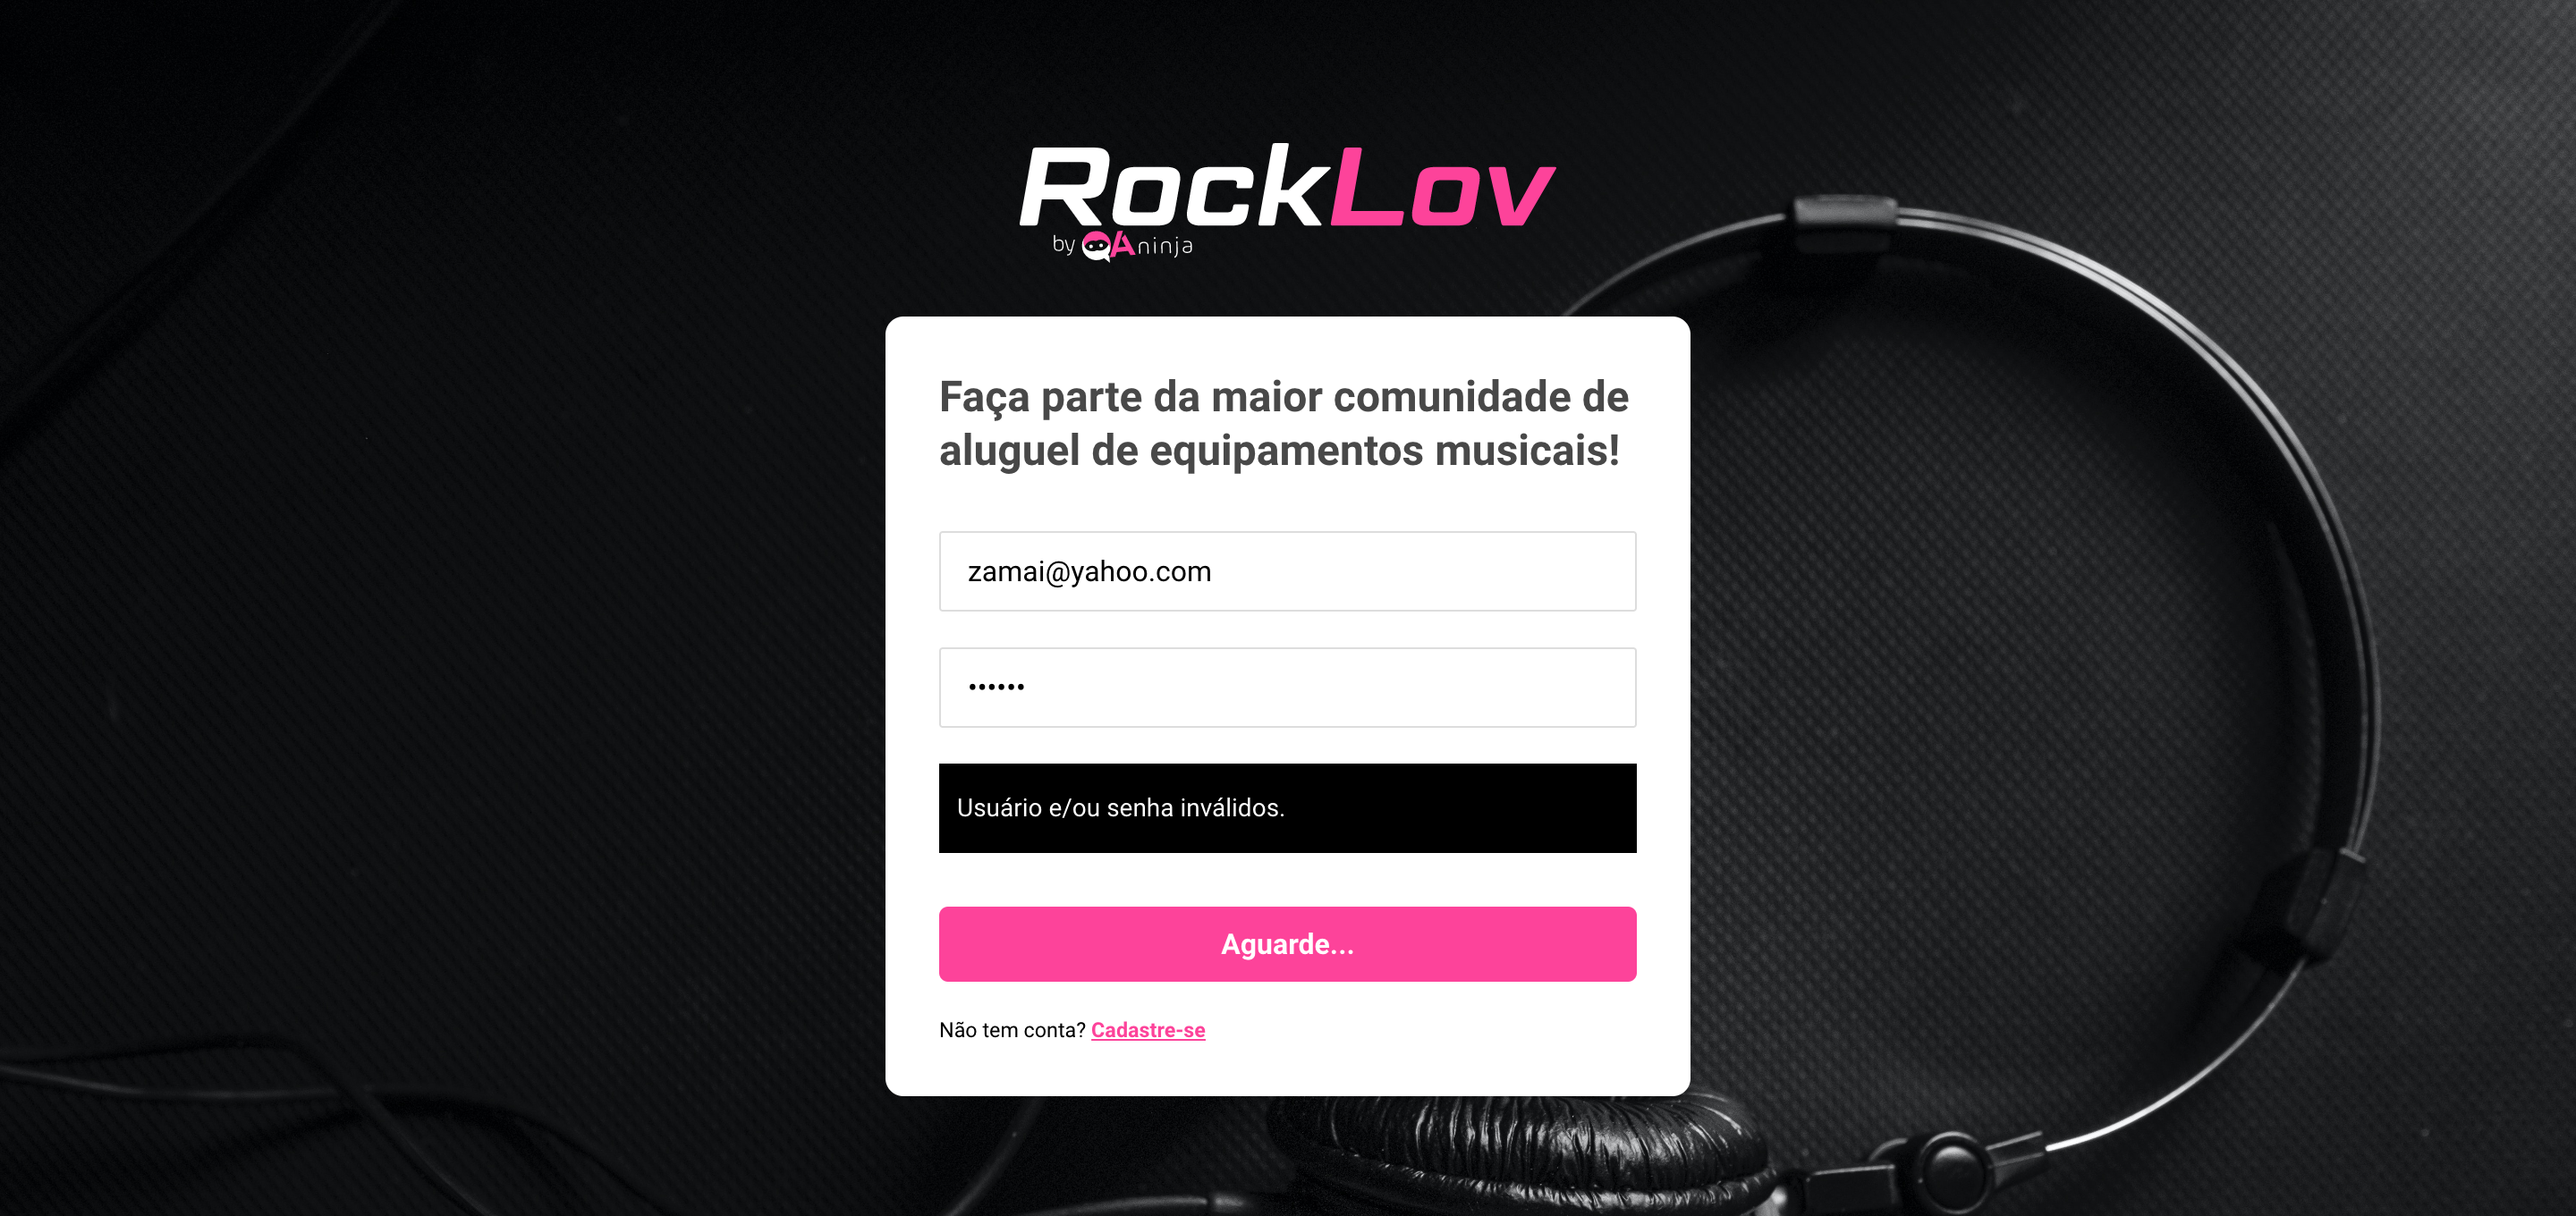 RockLov
by QAninja
Faça parte da maior comunidade de
aluguel de equipamentos musicais!
zamai@yahoo.com
••••••
Usuário e/ou senha inválidos.
Aguarde...
Não tem conta? Cadastre-se